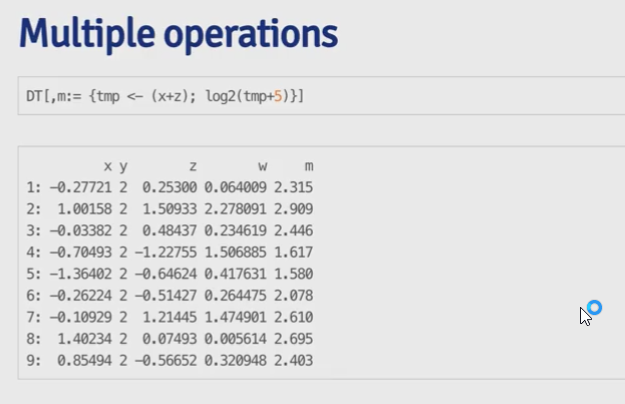 Multiple operations
DT[,m:= {tmp <- (x+z); log2(tmp+5)}]
x y z w m
1: -0.27721 2 0.25300 0.064009 2.315
2: 1.00158 2 1.50933 2.278091 2.909
3: -0.03382 2 0.48437 0.234619 2.446
4: -0.70493 2 -1.22755 1.506885 1.617
5: -1.36402 2 -0.64624 0.417631 1.580
6: -0.26224 2 -0.51427 0.264475 2.078
7: -0.10929 2 1.21445 1.474901 2.610
8: 1.40234 2 0.07493 0.005614 2.695
9: 0.85494 2 -0.56652 0.320948 2.403